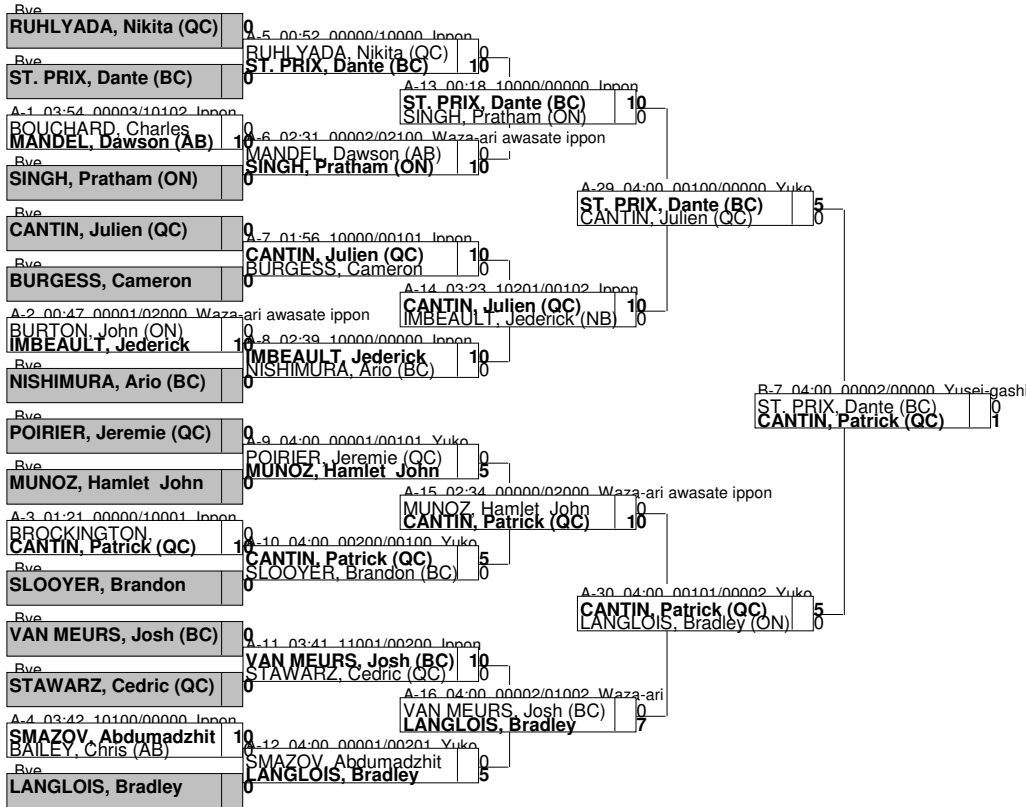 Bye
RUHLYADA, Nikita (QC) 0
Bye
ST. PRIX, Dante (BC) 0
A-1 03:54 00003/10102 Ippon
BOUCHARD, Charles 0
MANDEL, Dawson (AB) 10
Bye
SINGH, Pratham (ON) 0
Bye
CANTIN, Julien (QC) 0
Bye
BURGESS, Cameron 0
A-2 00:47 00001/02000 Waza-ari awasate ippon
BURTON, John (ON) 0
IMBEAULT, Jederick 10
Bye
NISHIMURA, Ario (BC) 0
Bye
POIRIER, Jeremie (QC) 0
Bye
MUNOZ, Hamlet John 0
A-3 01:21 00000/10001 Ippon
BROCKINGTON, 0
CANTIN, Patrick (QC) 10
Bye
SLOOYER, Brandon 0
Bye
VAN MEURS, Josh (BC) 0
Bye
STAWARZ, Cedric (QC) 0
A-4 03:42 10100/00000 Ippon
SMAZOV, Abdumadzhit 10
BAILEY, Chris (AB) 0
Bye
LANGLOIS, Bradley 0
A-5 00:52 00000/10000 Ippon
RUHLYADA, Nikita (QC) 0
ST. PRIX, Dante (BC) 10
A-6 02:31 00002/02100 Waza-ari awasate ippon
MANDEL, Dawson (AB) 0
SINGH, Pratham (ON) 10
A-7 01:56 10000/00101 Ippon
CANTIN, Julien (QC) 10
BURGESS, Cameron 0
A-8 02:39 10000/00000 Ippon
IMBEAULT, Jederick 10
NISHIMURA, Ario (BC) 0
A-9 04:00 00001/00101 Yuko
POIRIER, Jeremie (QC) 0
MUNOZ, Hamlet John 5
A-10 04:00 00200/00100 Yuko
CANTIN, Patrick (QC) 5
SLOOYER, Brandon (BC) 0
A-11 03:41 11001/00200 Ippon
VAN MEURS, Josh (BC) 10
STAWARZ, Cedric (QC) 0
A-12 04:00 00001/00201 Yuko
SMAZOV, Abdumadzhit 0
LANGLOIS, Bradley 5
A-13 00:18 10000/00000 Ippon
ST. PRIX, Dante (BC) 10
SINGH, Pratham (ON) 0
A-14 03:23 10201/00102 Ippon
CANTIN, Julien (QC) 10
IMBEAULT, Jederick (NB) 0
A-15 02:34 00000/02000 Waza-ari awasate ippon
MUNOZ, Hamlet John 0
CANTIN, Patrick (QC) 10
A-16 04:00 00002/01002 Waza-ari
VAN MEURS, Josh (BC) 0
LANGLOIS, Bradley 7
A-29 04:00 00100/00000 Yuko
ST. PRIX, Dante (BC) 5
CANTIN, Julien (QC) 0
A-30 04:00 00101/00002 Yuko
CANTIN, Patrick (QC) 5
LANGLOIS, Bradley (ON) 0
B-7 04:00 00002/00000 Yusei-gashi
ST. PRIX, Dante (BC) 0
CANTIN, Patrick (QC) 1